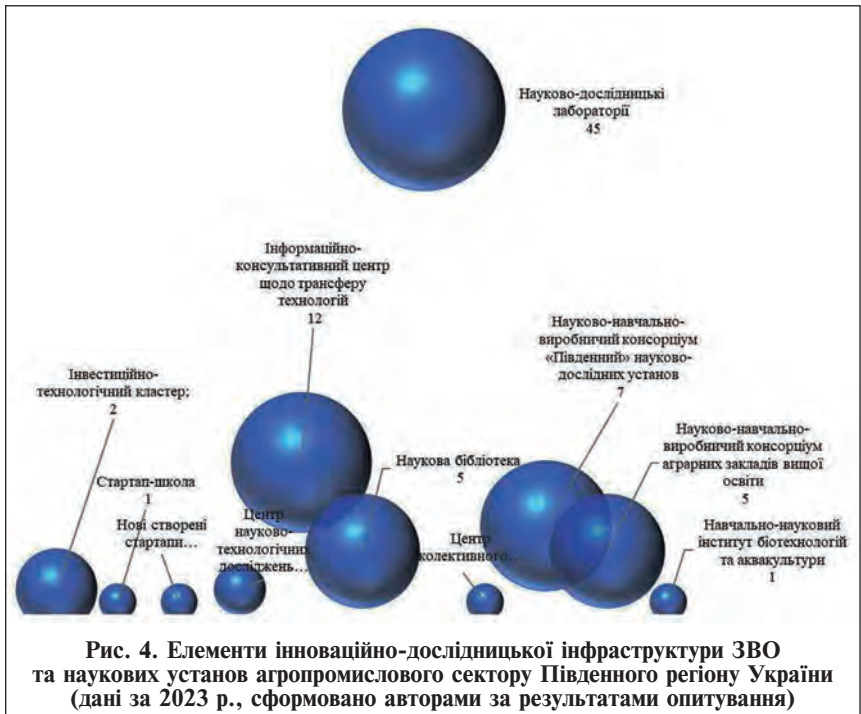 Науково-дослідницькі
лабораторії
45
Інформаційно-
консультативний центр
щодо трансферу
технологій
12
Науково-навчально-
виробничий консорціум
«Південний» науково-
дослідних установ
7
Інвестиційно-
технологічний кластер;
2
Науково-навчально-
виробничий консорціум
аграрних закладів вищої
освіти
5
Наукова бібліотека
5
Стартап-школа
1
Нові створені
стартапи...
Центр
науково-
технологічних
досліджень...
Центр
колективного...
Навчально-науковий
інститут біотехнологій
та аквакультури
1
Рис. 4. Елементи інноваційно-дослідницької інфраструктури ЗВО
та наукових установ агропромислового сектору Південного регіону України
(дані за 2023 р., сформовано авторами за результатами опитування)